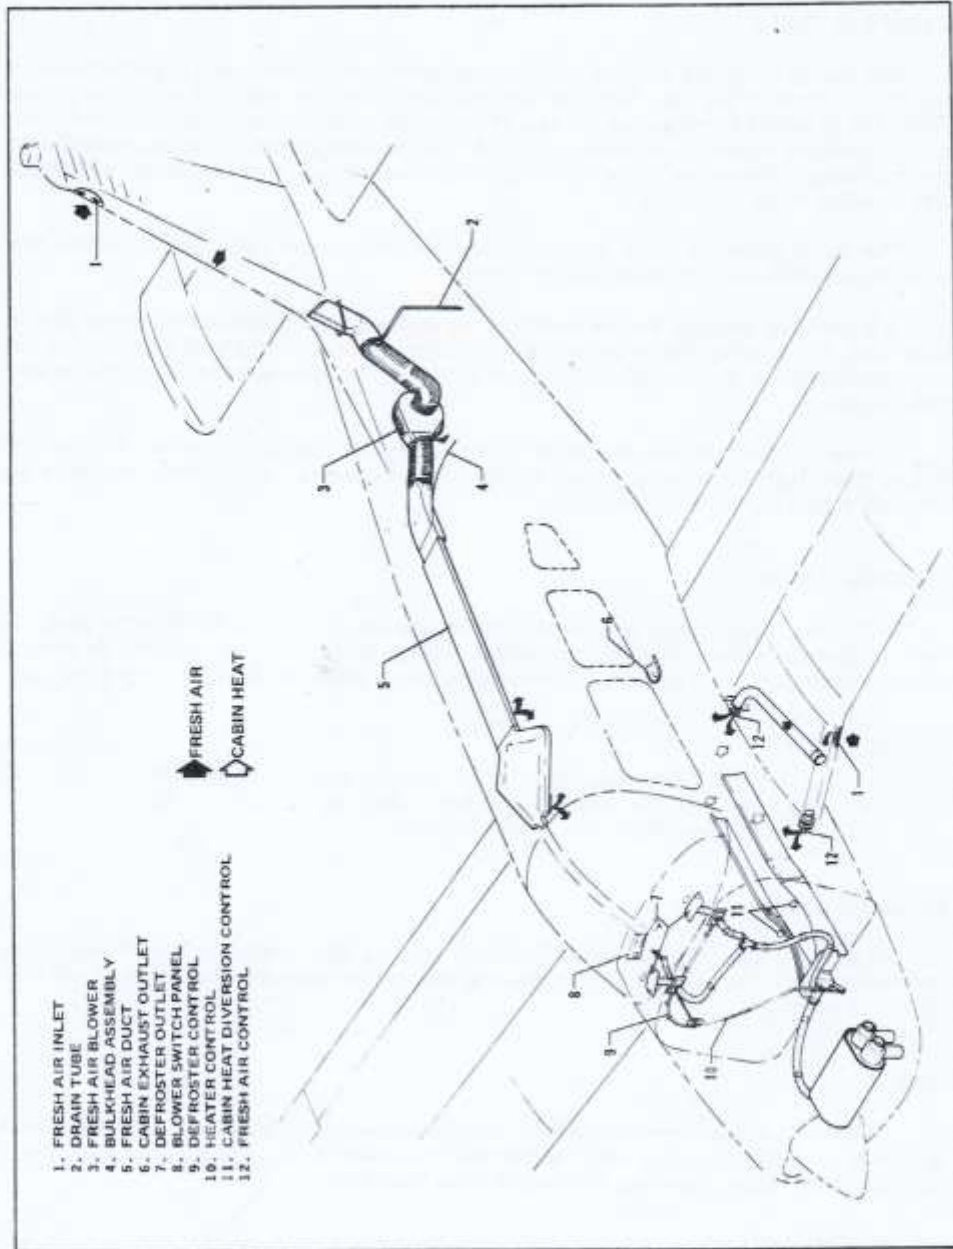 1. FRESH AIR INLET
2. DRAIN TUBE
3. FRESH AIR BLOWER
4. BULKHEAD ASSEMBLY
5. FRESH AIR DUCT
6. CABIN EXHAUST OUTLET
7. DEFROSTER OUTLET
8. BLOWER SWITCH PANEL
9. DEFROSTER CONTROL
10. HEATER CONTROL
11. CABIN HEAT DIVERSION CONTROL
12. FRESH AIR CONTROL
FRESH AIR
CABIN HEAT
1
2
3
4
5
6
7
8
9
10
11
12
12
1